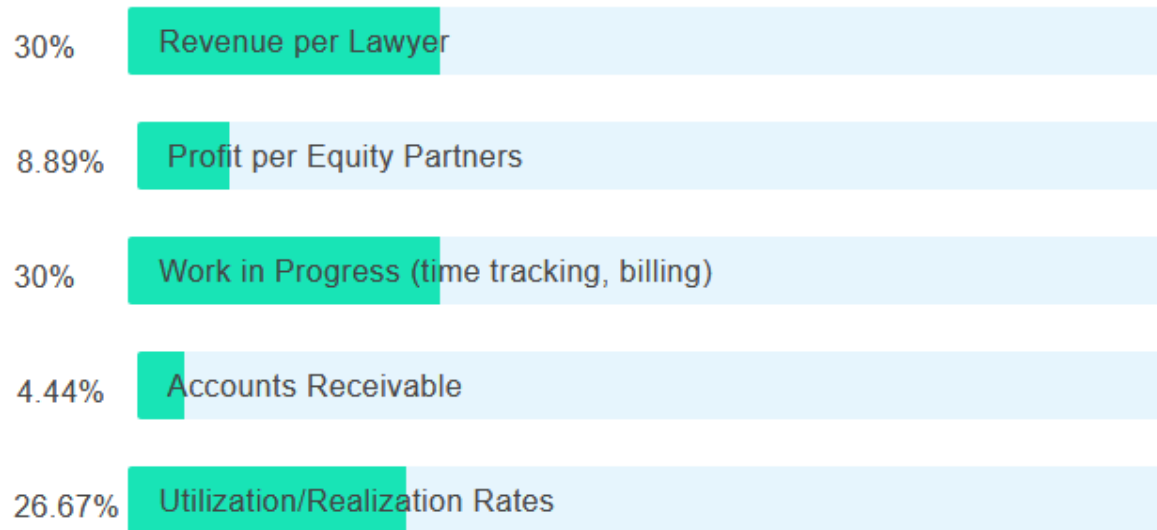 30% Revenue per Lawyer
8.89% Profit per Equity Partners
30% Work in Progress (time tracking, billing)
4.44% Accounts Receivable
26.67% Utilization/Realization Rates